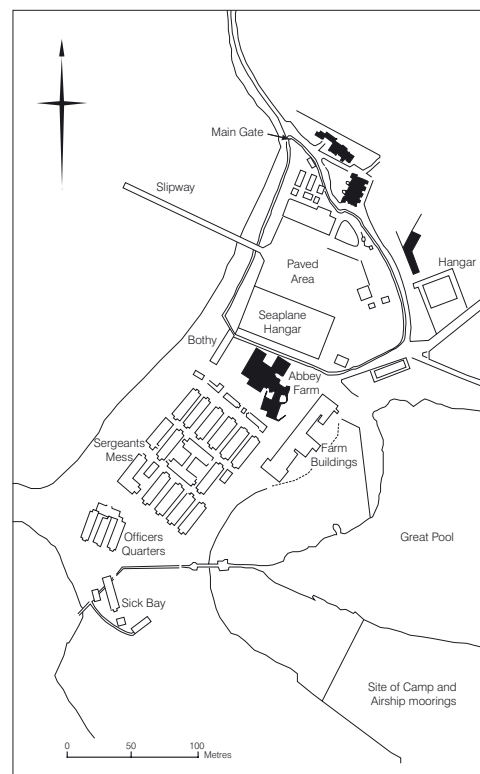 Main Gate
Slipway
Hangar
Paved
Area
Seaplane
Hangar
Bothy
Abbey
Farm
Sergeants
Mess
Farm
Buildings
Officers
Quarters
Great Pool
Sick Bay
Site of Camp and
Airship moorings
0 50 100
Metres